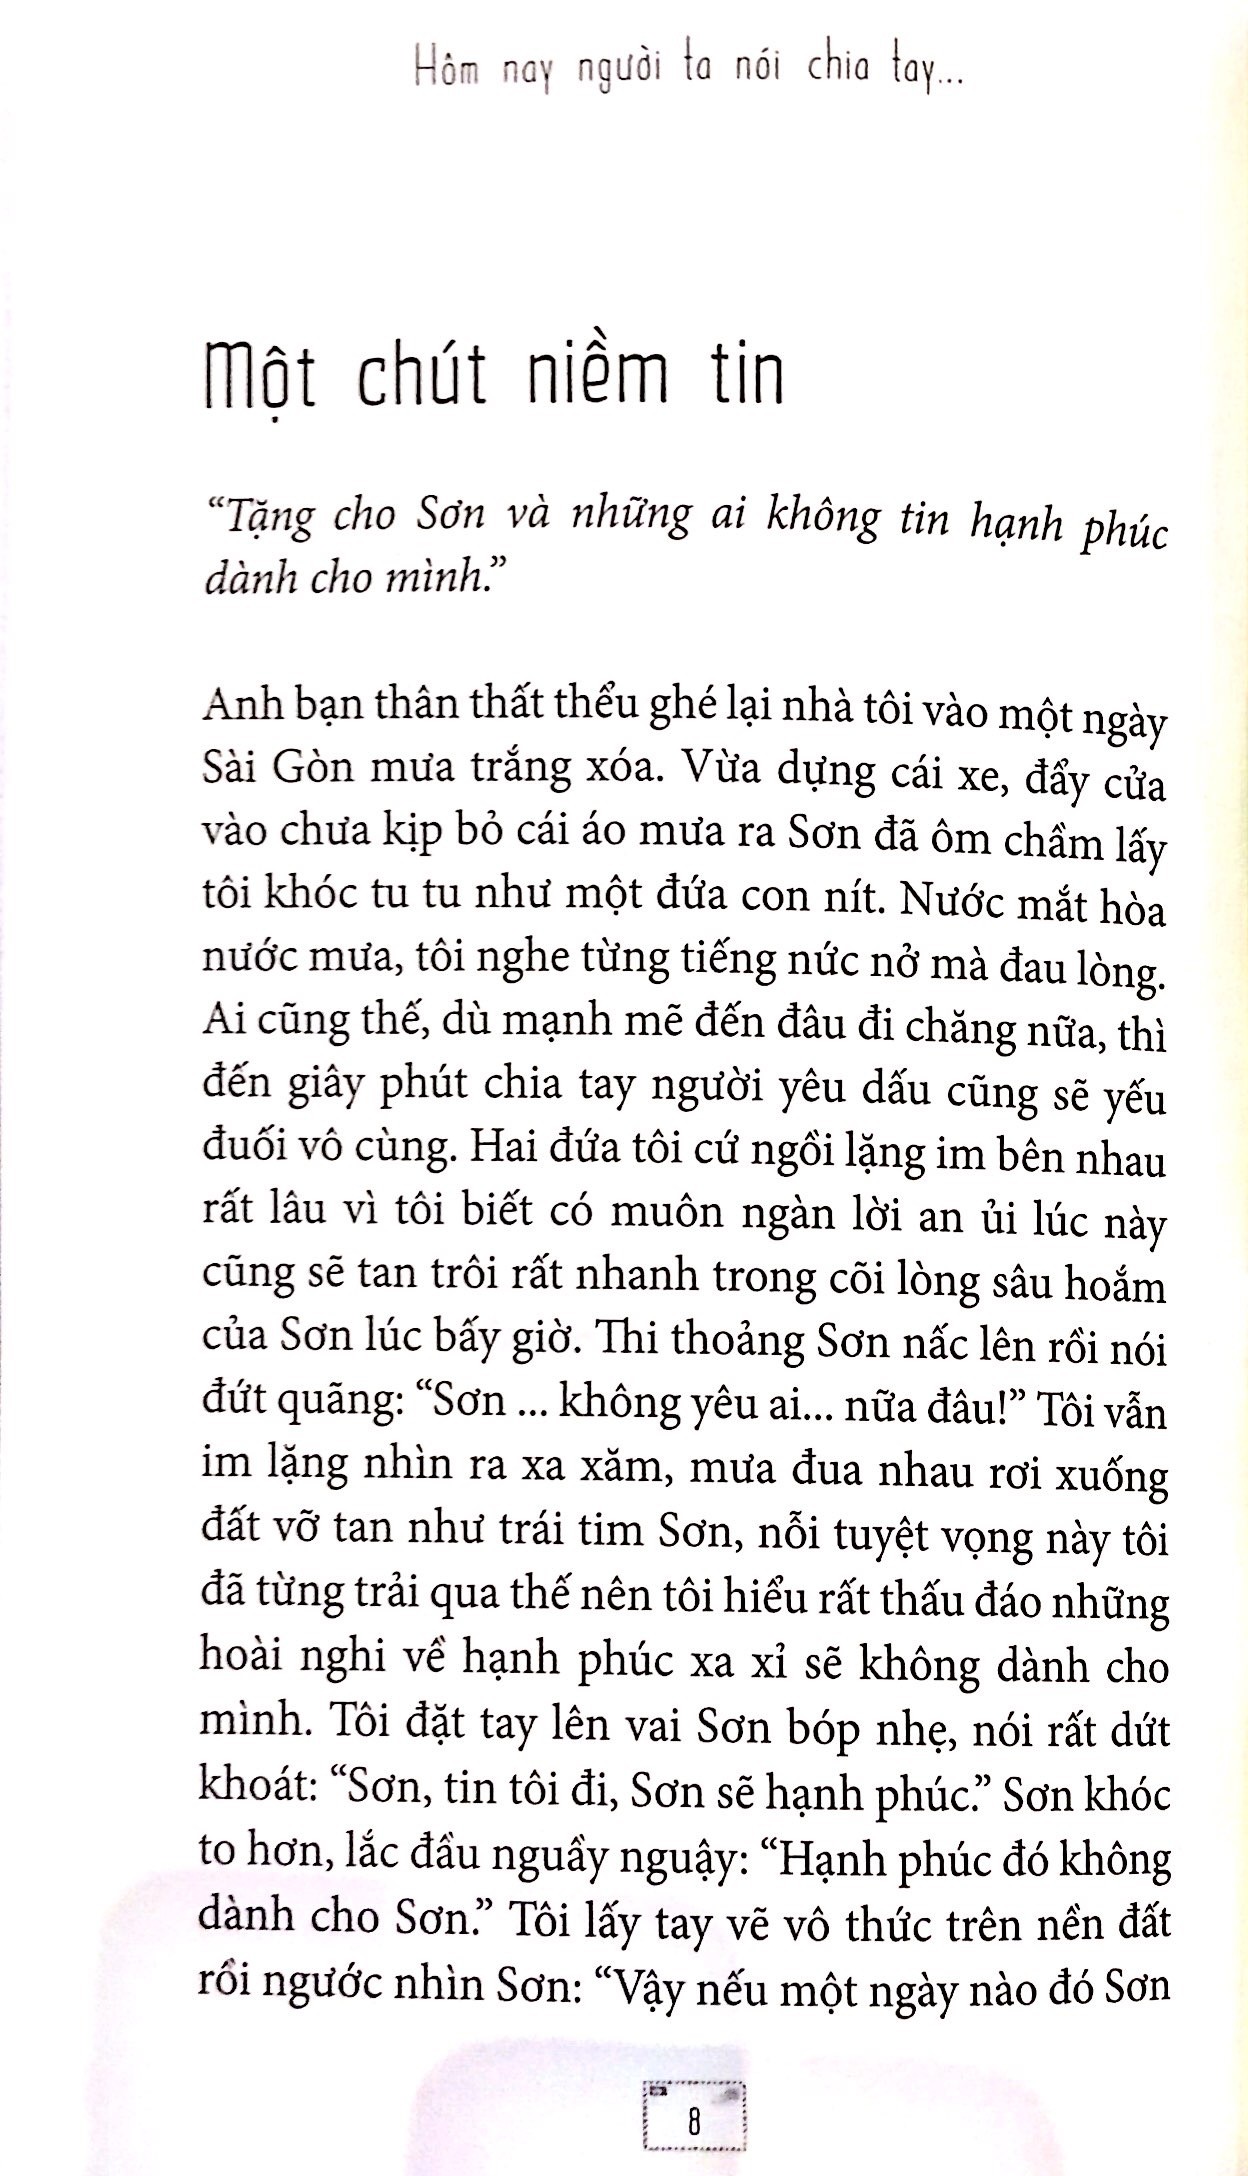 Hôm nay người ta nói chia tay...
Một chút niềm tin
“Tặng cho Sơn và những ai không tin hạnh phúc
dành cho mình.”
Anh bạn thân thất thểu ghé lại nhà tôi vào một ngày
Sài Gòn mưa trắng xóa. Vừa dựng cái xe, đẩy cửa
vào chưa kịp bỏ cái áo mưa ra Sơn đã ôm chầm lấy
tôi khóc tu tu như một đứa con nít. Nước mắt hòa
nước mưa, tôi nghe từng tiếng nức nở mà đau lòng.
Ai cũng thế, dù mạnh mẽ đến đâu đi chăng nữa, thì
đến giây phút chia tay người yêu dấu cũng sẽ yếu
đuối vô cùng. Hai đứa tôi cứ ngồi lặng im bên nhau
rất lâu vì tôi biết có muôn ngàn lời an ủi lúc này
cũng sẽ tan trôi rất nhanh trong cõi lòng sâu hoắm
của Sơn lúc bấy giờ. Thi thoảng Sơn nấc lên rồi nói
đứt quãng: “Sơn ... không yêu ai... nữa đâu!” Tôi vẫn
im lặng nhìn ra xa xăm, mưa đua nhau rơi xuống
đất vỡ tan như trái tim Sơn, nỗi tuyệt vọng này tôi
đã từng trải qua thế nên tôi hiểu rất thấu đáo những
hoài nghi về hạnh phúc xa xỉ sẽ không dành cho
mình. Tôi đặt tay lên vai Sơn bóp nhẹ, nói rất dứt
khoát: “Sơn, tin tôi đi, Sơn sẽ hạnh phúc.” Sơn khóc
to hơn, lắc đầu nguầy nguậy: “Hạnh phúc đó không
dành cho Sơn.” Tôi lấy tay vẽ vô thức trên nền đất
rồi ngước nhìn Sơn: “Vậy nếu một ngày nào đó Sơn
8